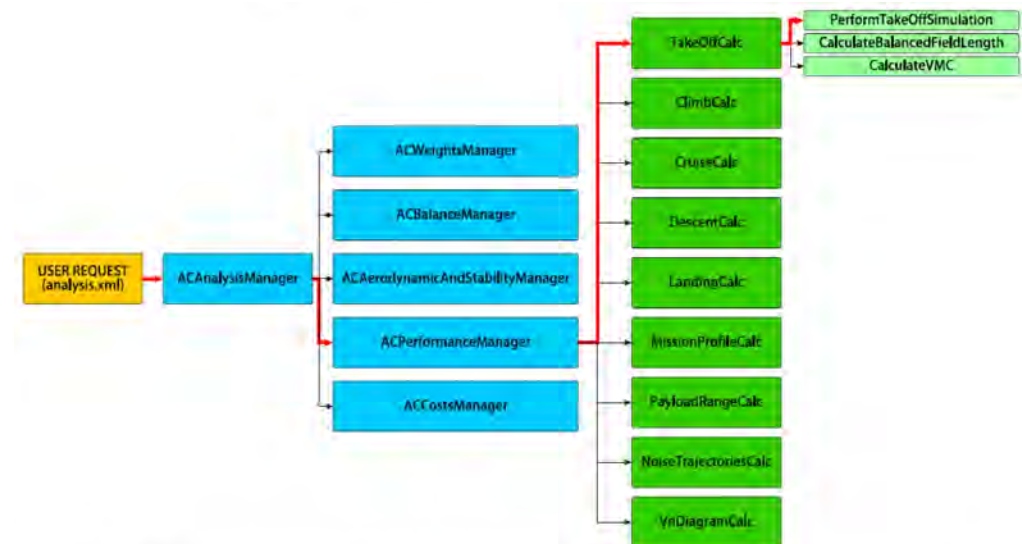 USER REQUEST
(analysis.xml)
ACAnalysisManager
ACWeightsManager
ACBalanceManager
ACAerodynamicAndStabilityManager
ACPerformanceManager
ACCostsManager
TakeOffCalc
ClimbCalc
CruiseCalc
DescentCalc
LandingCalc
MissionProfileCalc
PayloadRangeCalc
NoiseTrajectoriesCalc
VnDiagramCalc
PerformTakeOffSimulation
CalculateBalancedFieldLength
CalculateVMC